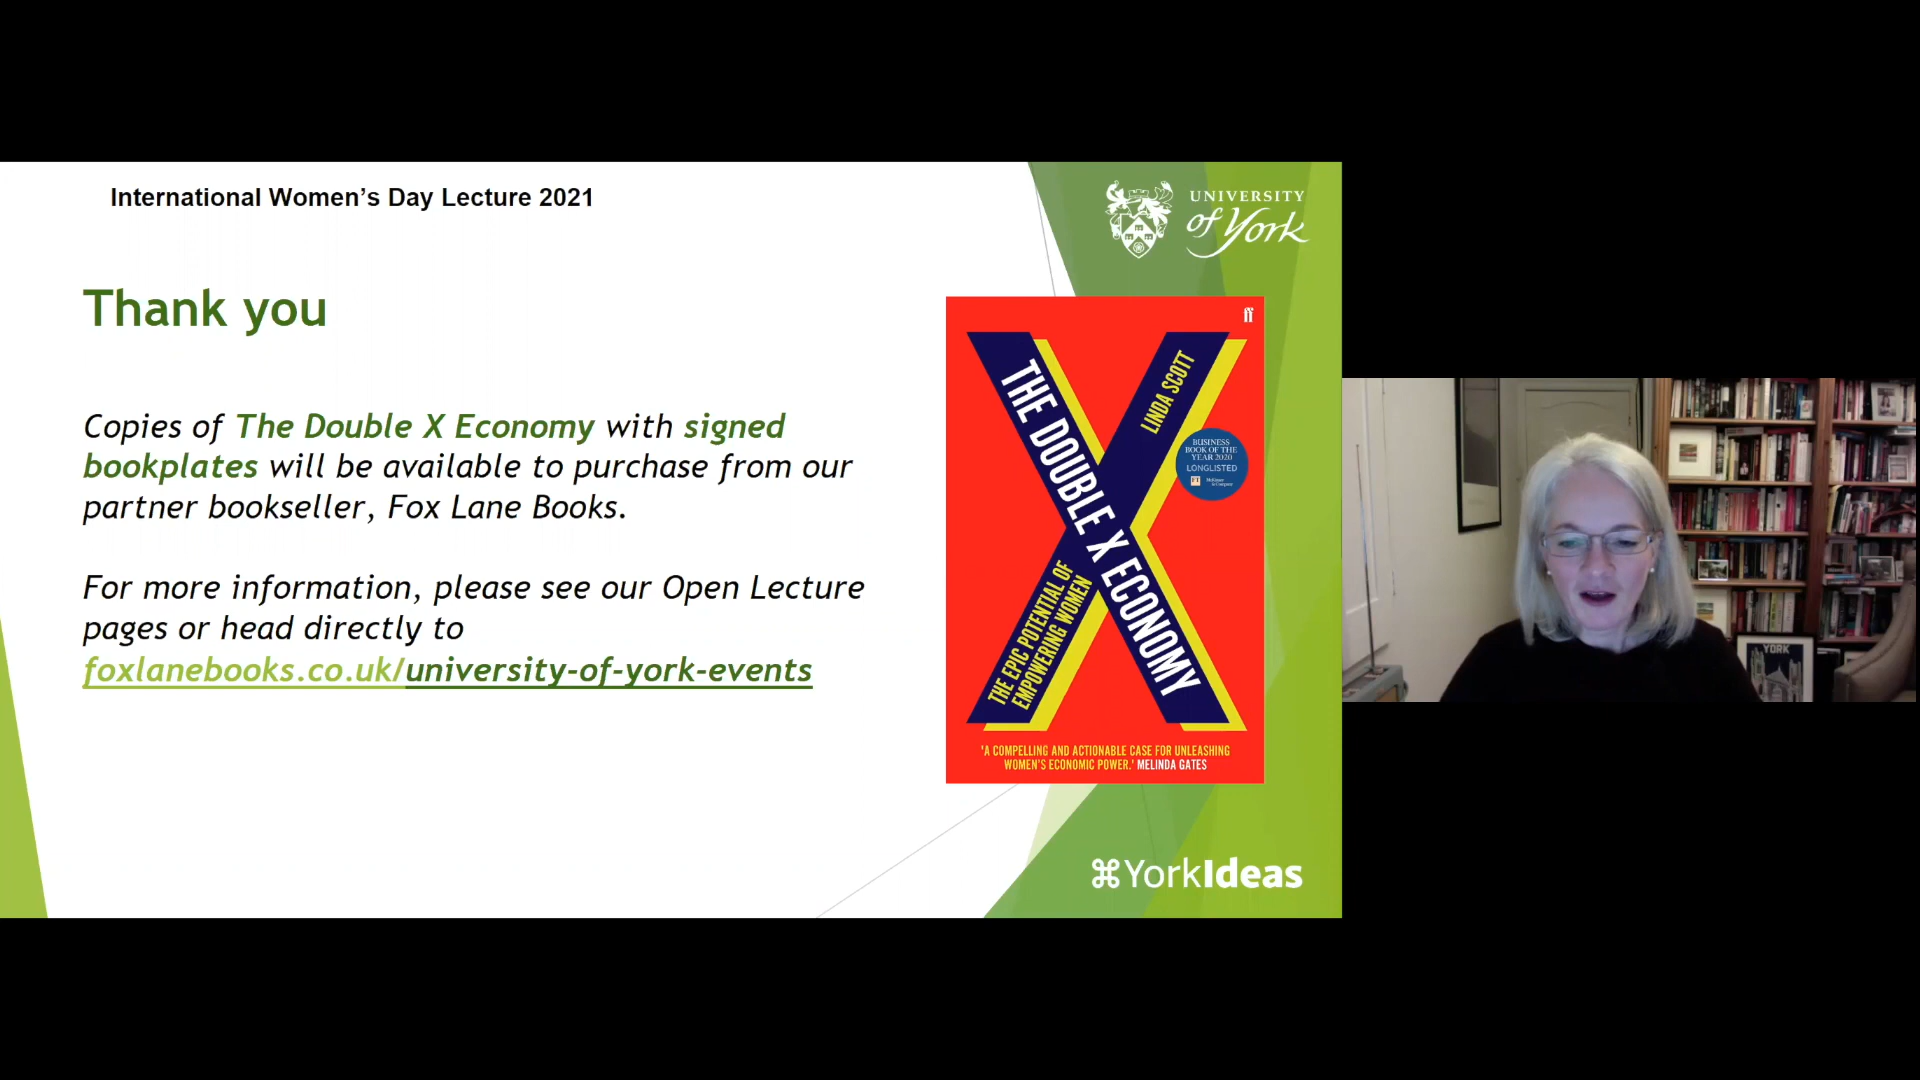 International Women’s Day Lecture 2021
UNIVERSITY
of York
Thank you
Copies of The Double X Economy with signed
bookplates will be available to purchase from our
partner bookseller, Fox Lane Books.
For more information, please see our Open Lecture
pages or head directly to
foxlanebooks.co.uk/university-of-york-events
ff
THE DOUBLE X ECONOMY
LINDA SCOTT
BUSINESS
BOOK OF THE
YEAR 2020
LONGLISTED
FT
McKinsey
& Company
THE EPIC POTENTIAL OF
EMPOWERING WOMEN
'A COMPELLING AND ACTIONABLE CASE FOR UNLEASHING
WOMEN'S ECONOMIC POWER.' MELINDA GATES
YorkIdeas
YORK